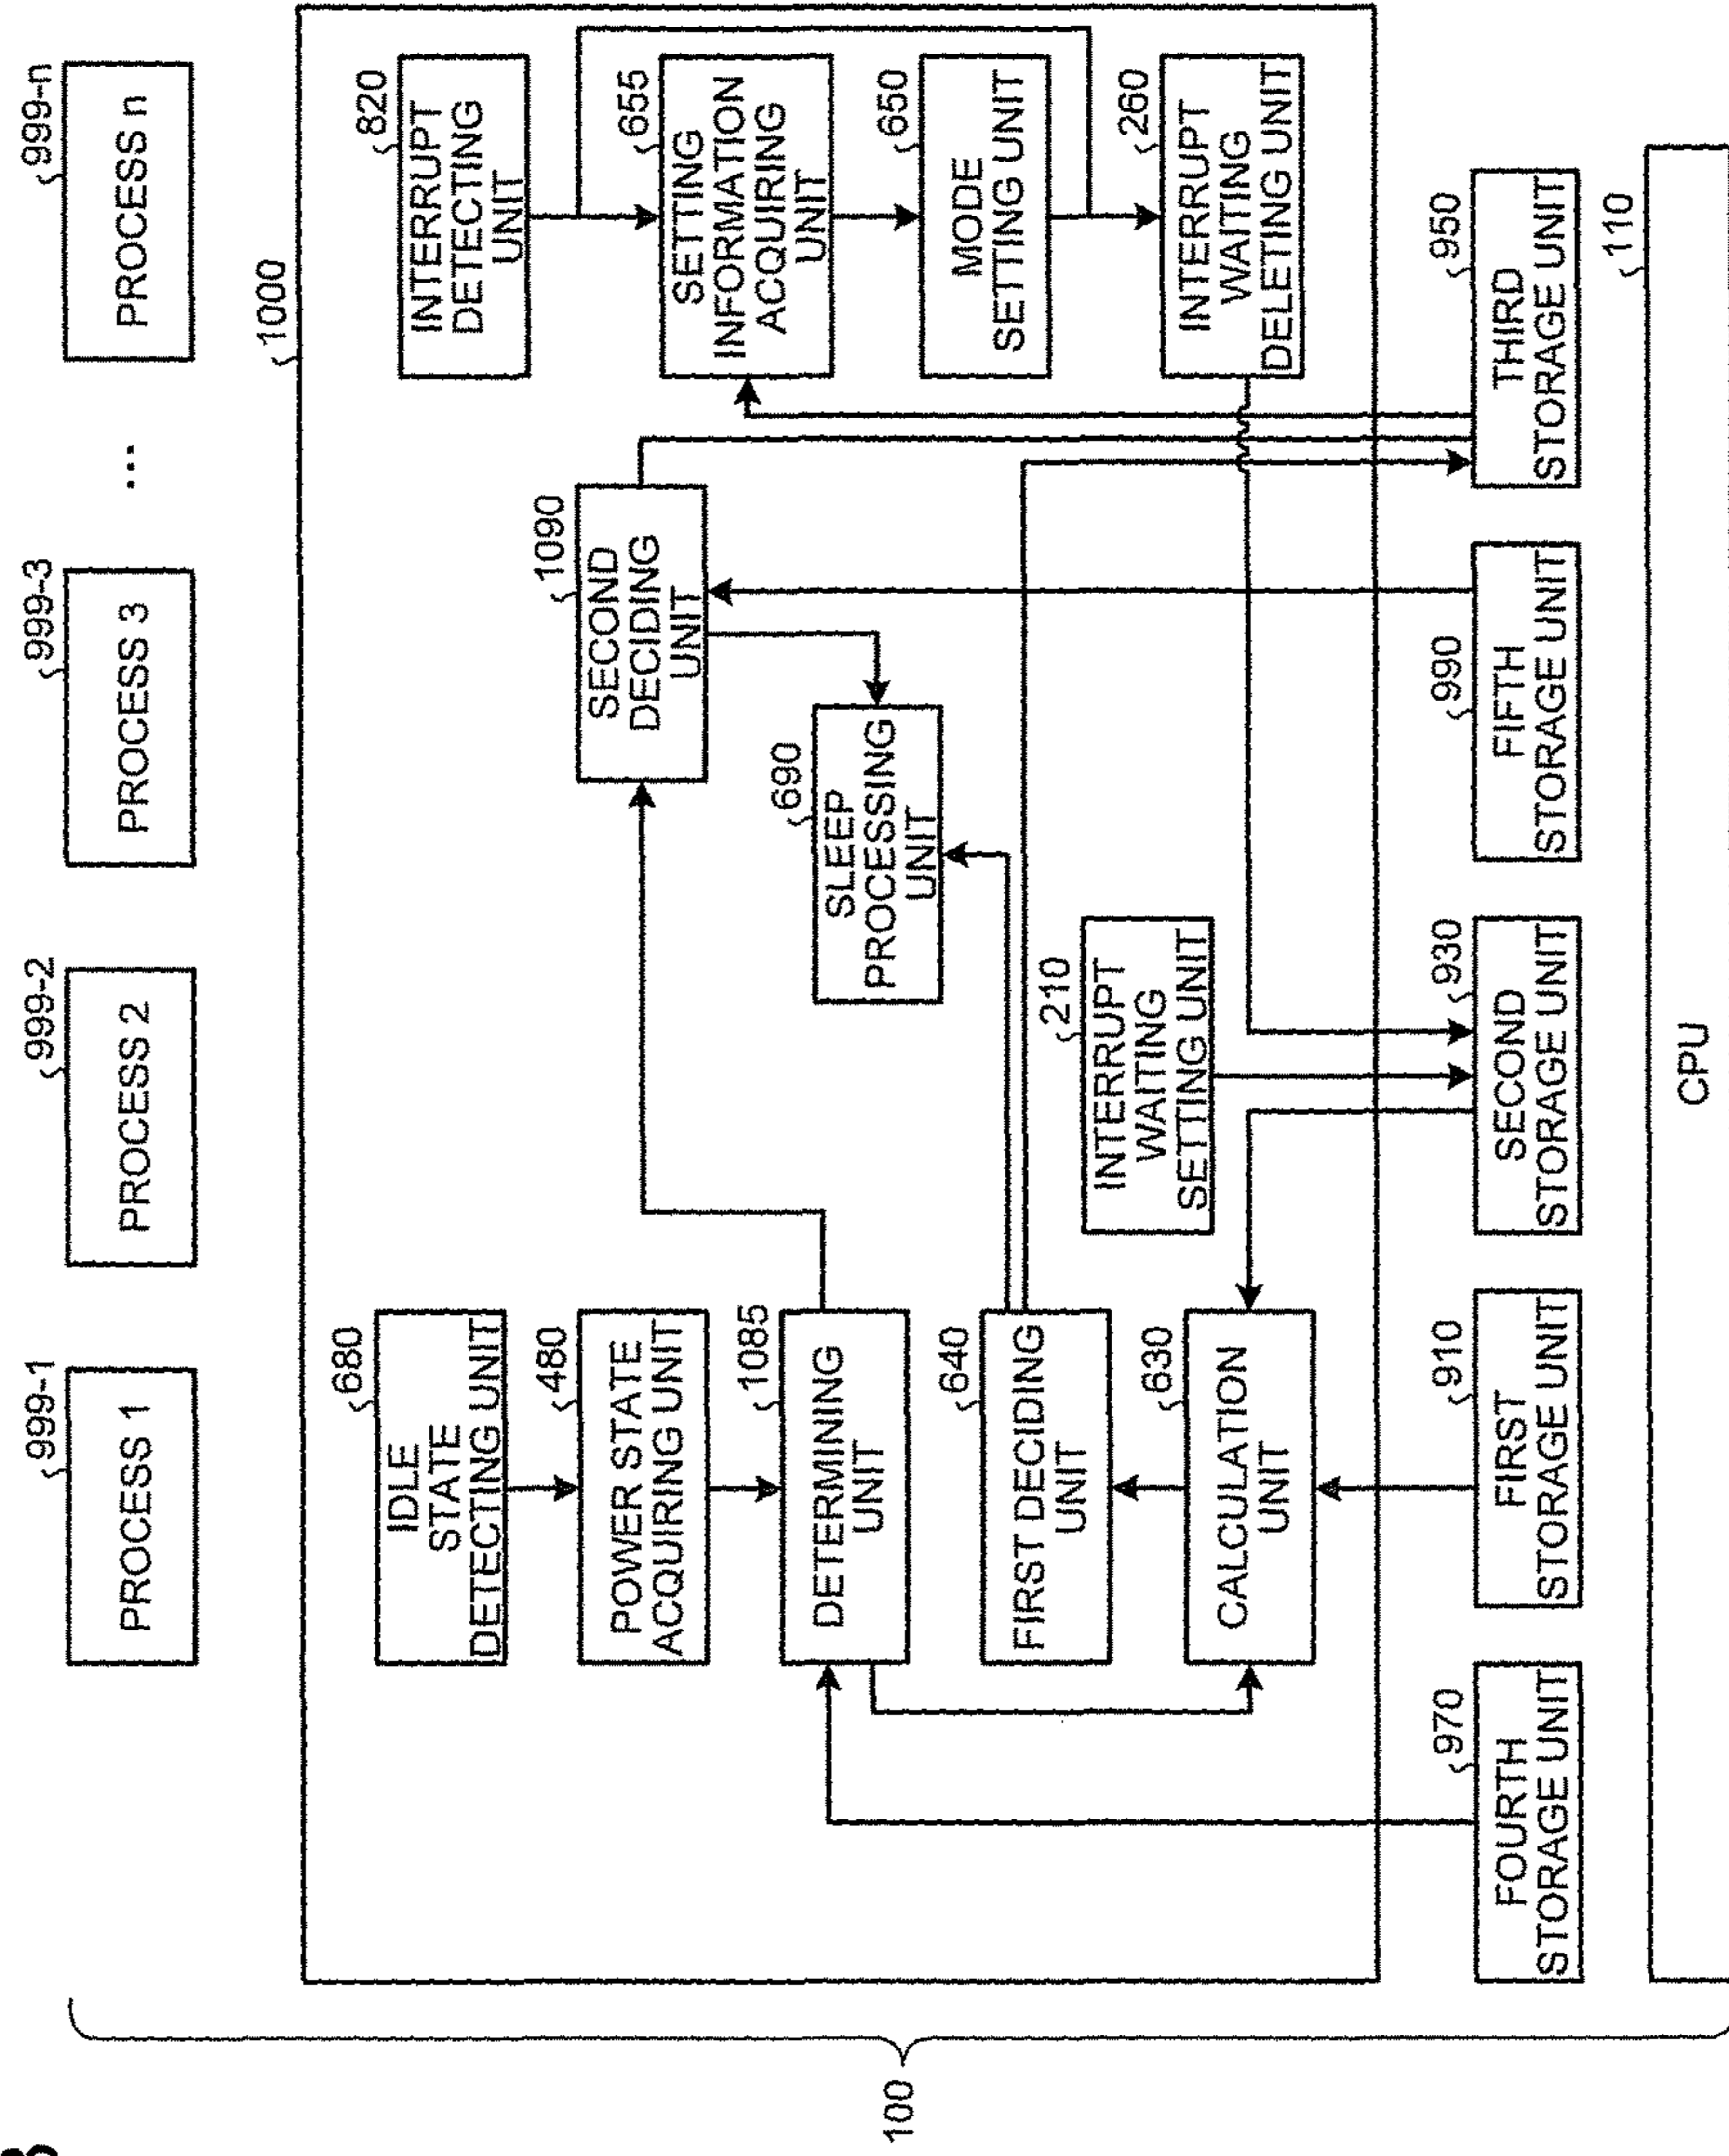 999-1
PROCESS 1
999-2
PROCESS 2
999-3
PROCESS 3
...
999-n
PROCESS n
1000
680
IDLE
STATE
DETECTING UNIT
480
POWER STATE
ACQUIRING UNIT
1085
DETERMINING
UNIT
640
FIRST DECIDING
UNIT
630
CALCULATION
UNIT
1090
SECOND
DECIDING
UNIT
690
SLEEP
PROCESSING
UNIT
210
INTERRUPT
WAITING
SETTING UNIT
820
INTERRUPT
DETECTING
UNIT
655
SETTING
INFORMATION
ACQUIRING
UNIT
650
MODE
SETTING UNIT
260
INTERRUPT
WAITING
DELETING UNIT
970
FOURTH
STORAGE UNIT
910
FIRST
STORAGE UNIT
930
SECOND
STORAGE UNIT
990
FIFTH
STORAGE UNIT
950
THIRD
STORAGE UNIT
110
CPU
100